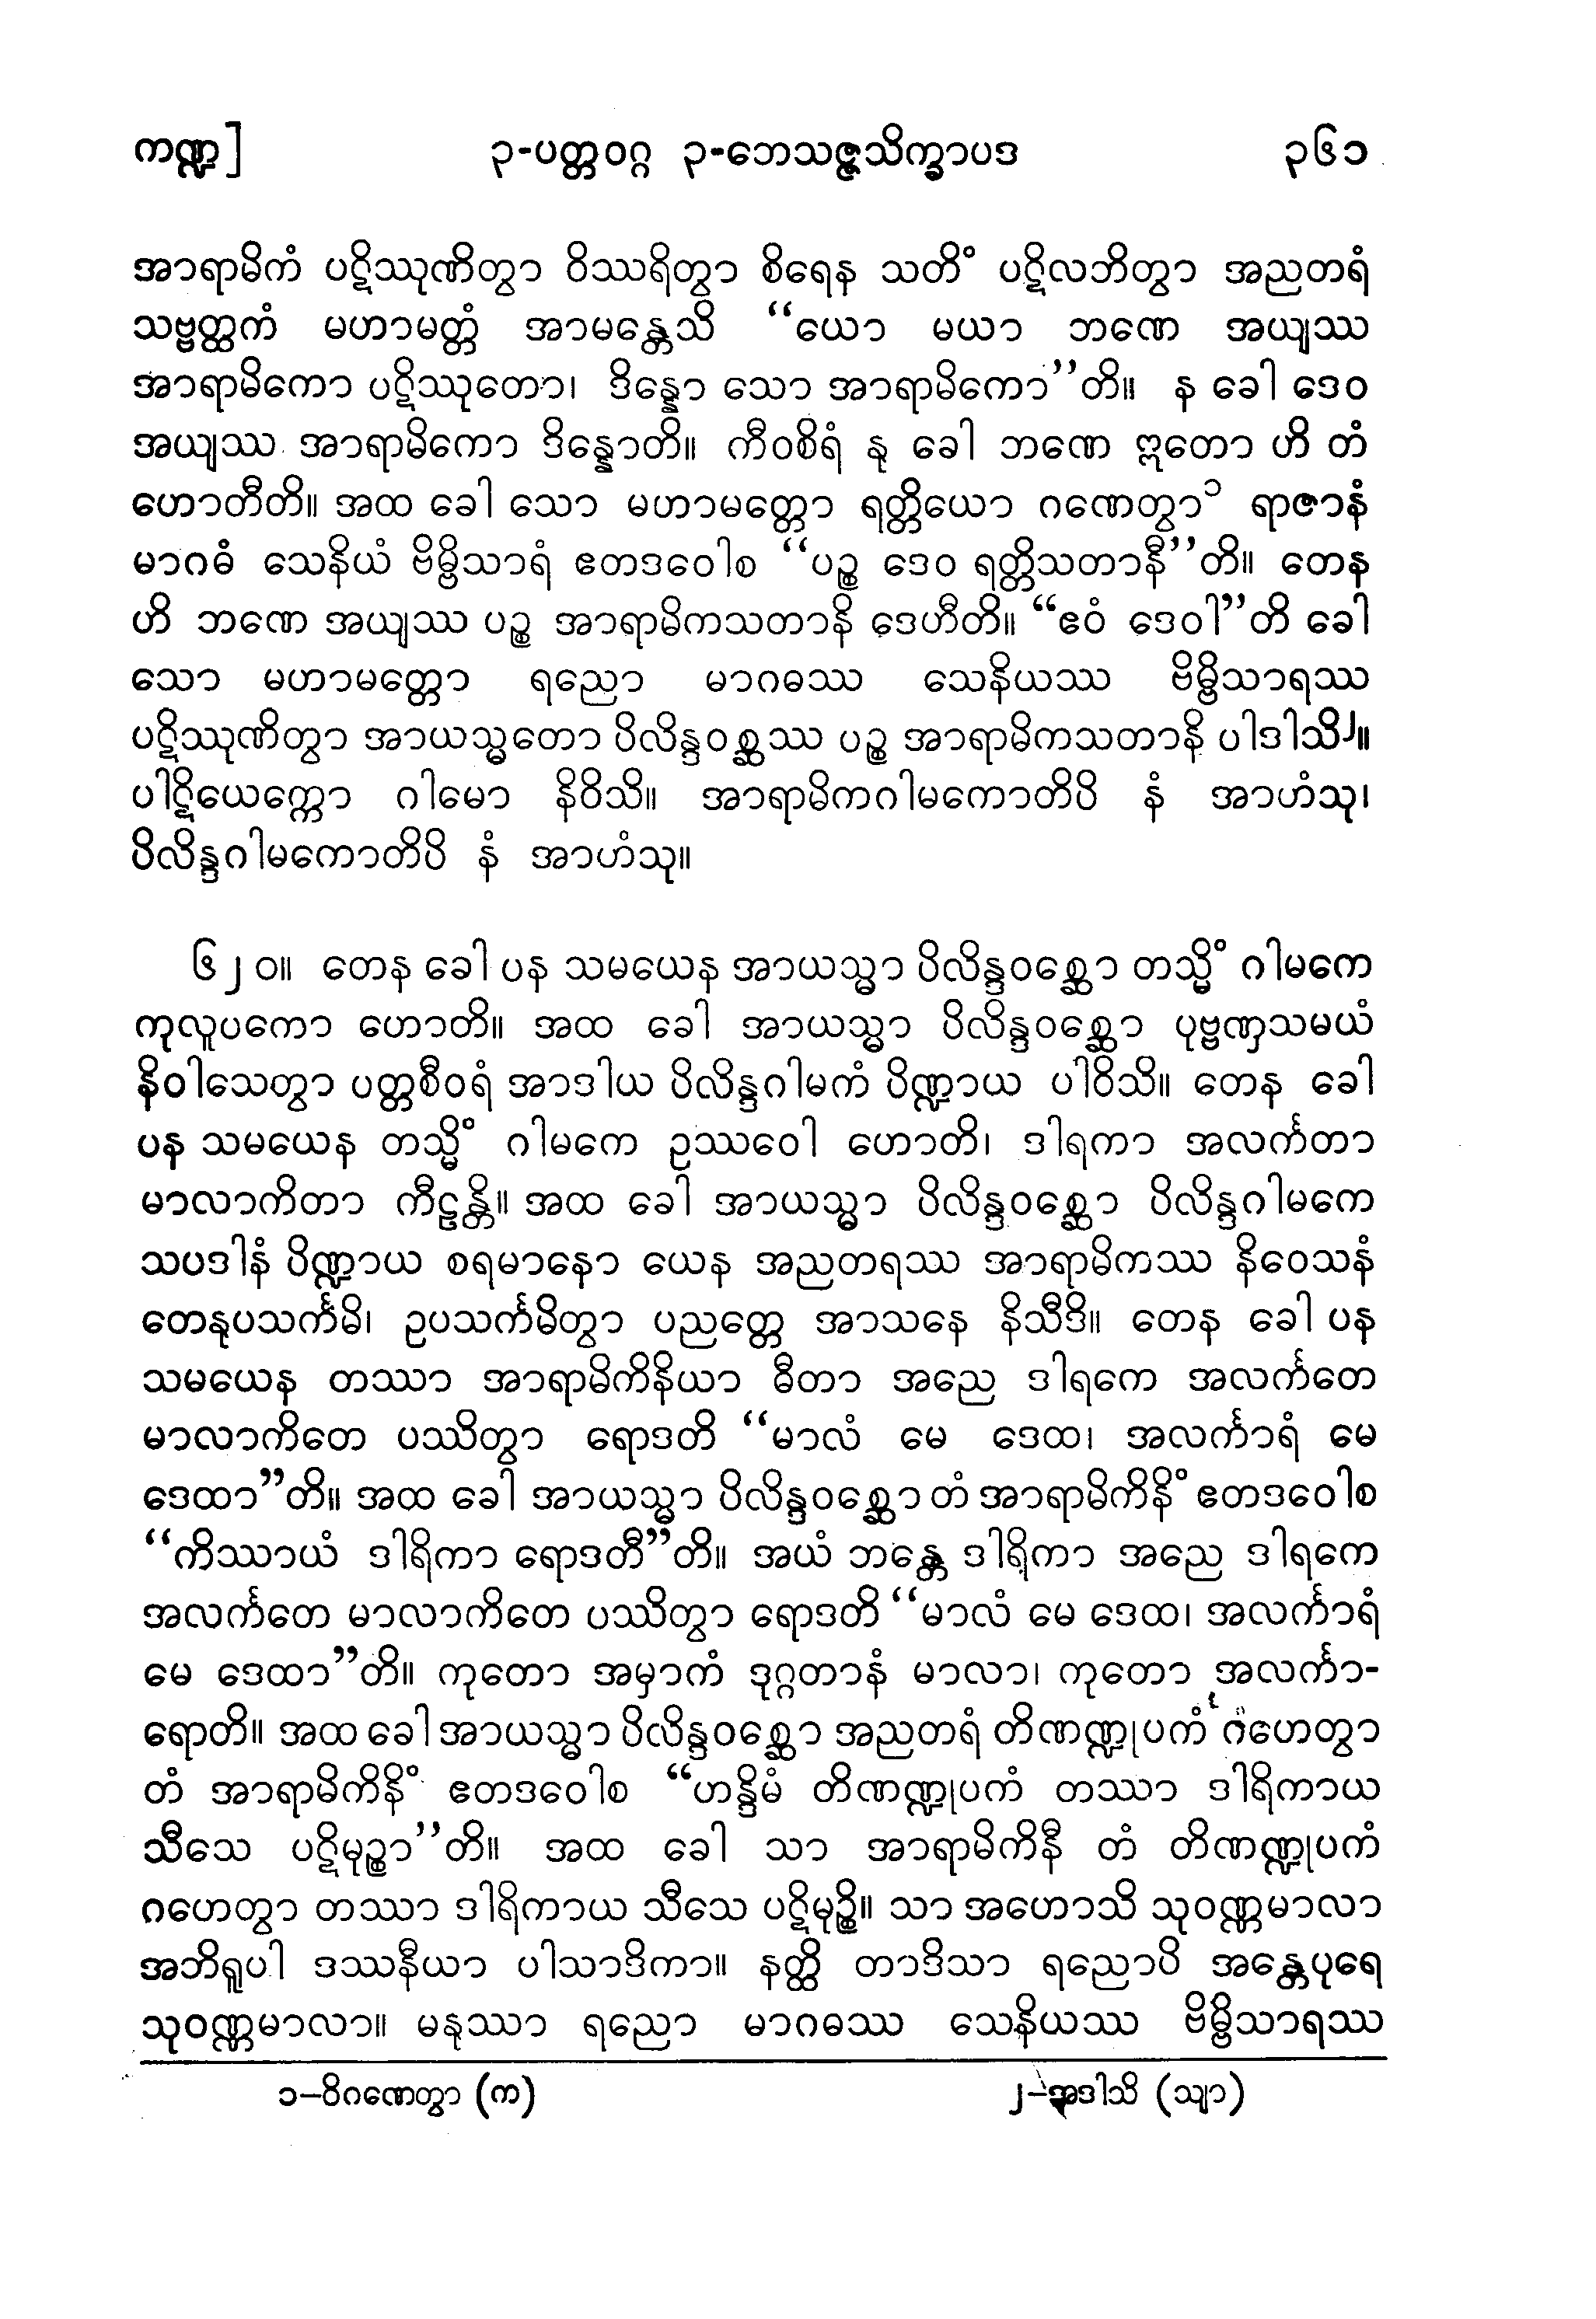 ကဏ္ဍ] ၃-ပတ္တဝဂ္ဂ ၃-ဘေသဇ္ဇသိက္ခာပဒ ၃၆၁
အာရာမိကံ ပဋိဿုဏိတွာ ဝိဿရိတွာ စိရေန သတိံ ပဋိလဘိတွာ အညတရံ
သဗ္ဗတ္ထကံ မဟာမတ္တံ အာမန္တေသိ “ယော မယာ ဘဏေ အယျဿ
အာရာမိကော ပဋိဿုတော၊ ဒိန္နော သော အာရာမိကော”တိ။ န ခေါ ဒေဝ
အယျဿ အာရာမိကော ဒိန္နောတိ။ ကီဝစိရံ နု ခေါ ဘဏေ ဣတော ဟိ တံ
ဟောတီတိ။ အထ ခေါ သော မဟာမတ္တော ရတ္တိယော ဂဏေတွာ၁ ရာဇာနံ
မာဂဓံ သေနိယံ ဗိမ္ဗိသာရံ ဧတဒဝေါစ “ပဉ္စ ဒေဝ ရတ္တိသတာနီ”တိ။ တေန
ဟိ ဘဏေ အယျဿ ပဉ္စ အာရာမိကသတာနိ ဒေဟီတိ။ “ဧဝံ ဒေဝါ”တိ ခေါ
သော မဟာမတ္တော ရညော မာဂဓဿ သေနိယဿ ဗိမ္ဗိသာရဿ
ပဋိဿုဏိတွာ အာယသ္မတော ပိလိန္ဒဝစ္ဆဿ ပဉ္စ အာရာမိကသတာနိ ပါဒါသိ၂။
ပါဋိယေက္ကော ဂါမော နိဝိသိ။ အာရာမိကဂါမကောတိပိ နံ အာဟံသု၊
ပိလိန္ဒဂါမကောတိပိ နံ အာဟံသု။
၆၂၀။ တေန ခေါ ပန သမယေန အာယသ္မာ ပိလိန္ဒဝစ္ဆော တသ္မိံ ဂါမကေ
ကုလူပကော ဟောတိ။ အထ ခေါ အာယသ္မာ ပိလိန္ဒဝစ္ဆော ပုဗ္ဗဏှသမယံ
နိဝါသေတွာ ပတ္တစီဝရံ အာဒါယ ပိလိန္ဒဂါမကံ ပိဏ္ဍာယ ပါဝိသိ။ တေန ခေါ
ပန သမယေန တသ္မိံ ဂါမကေ ဥဿဝေါ ဟောတိ၊ ဒါရကာ အလင်္ကတာ
မာလာကိတာ ကီဠန္တိ။ အထ ခေါ အာယသ္မာ ပိလိန္ဒဝစ္ဆော ပိလိန္ဒဂါမကေ
သပဒါနံ ပိဏ္ဍာယ စရမာနော ယေန အညတရဿ အာရာမိကဿ နိဝေသနံ
တေနုပသင်္ကမိ၊ ဥပသင်္ကမိတွာ ပညတ္တေ အာသနေ နိသီဒိ။ တေန ခေါ ပန
သမယေန တဿာ အာရာမိကိနိယာ ဓီတာ အညေ ဒါရကေ အလင်္ကတေ
မာလာကိတေ ပဿိတွာ ရောဒတိ “မာလံ မေ ဒေထ၊ အလင်္ကာရံ မေ
ဒေထာ”တိ။ အထ ခေါ အာယသ္မာ ပိလိန္ဒဝစ္ဆော တံ အာရာမိကိနိံ ဧတဒဝေါစ
“ကိဿာယံ ဒါရိကာ ရောဒတီ”တိ။ အယံ ဘန္တေ ဒါရိကာ အညေ ဒါရကေ
အလင်္ကတေ မာလာကိတေ ပဿိတွာ ရောဒတိ “မာလံ မေ ဒေထ၊ အလင်္ကာရံ
မေ ဒေထာ”တိ။ ကုတော အမှာကံ ဒုဂ္ဂတာနံ မာလာ၊ ကုတော အလင်္ကာ-
ရောတိ။ အထ ခေါ အာယသ္မာ ပိလိန္ဒဝစ္ဆော အညတရံ တိဏဏ္ဍုပကံ ဂဟေတွာ
တံ အာရာမိကိနိံ ဧတဒဝေါစ “ဟန္ဒိမံ တိဏဏ္ဍုပကံ တဿာ ဒါရိကာယ
သီသေ ပဋိမုဉ္စာ”တိ။ အထ ခေါ သာ အာရာမိကိနီ တံ တိဏဏ္ဍုပကံ
ဂဟေတွာ တဿာ ဒါရိကာယ သီသေ ပဋိမုဉ္စိ။ သာ အဟောသိ သုဝဏ္ဏမာလာ
အဘိရူပါ ဒဿနီယာ ပါသာဒိကာ။ နတ္ထိ တာဒိသာ ရညောပိ အန္တေပုရေ
သုဝဏ္ဏမာလာ။ မနုဿာ ရညော မာဂဓဿ သေနိယဿ ဗိမ္ဗိသာရဿ
၁–ဝိဂဏေတွာ (က) ၂–အဒါသိ (သျာ)